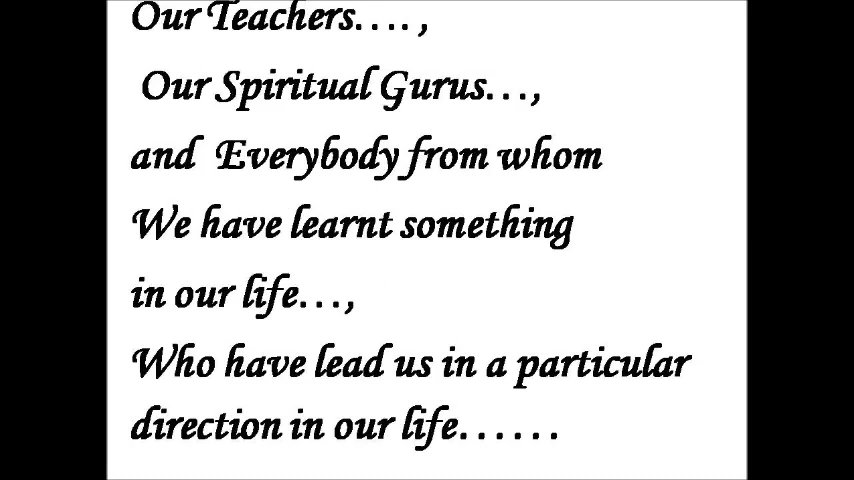 Our Teachers….,
Our Spiritual Gurus…,
and Everybody from whom
We have learnt something
in our life…,
Who have lead us in a particular
direction in our life……